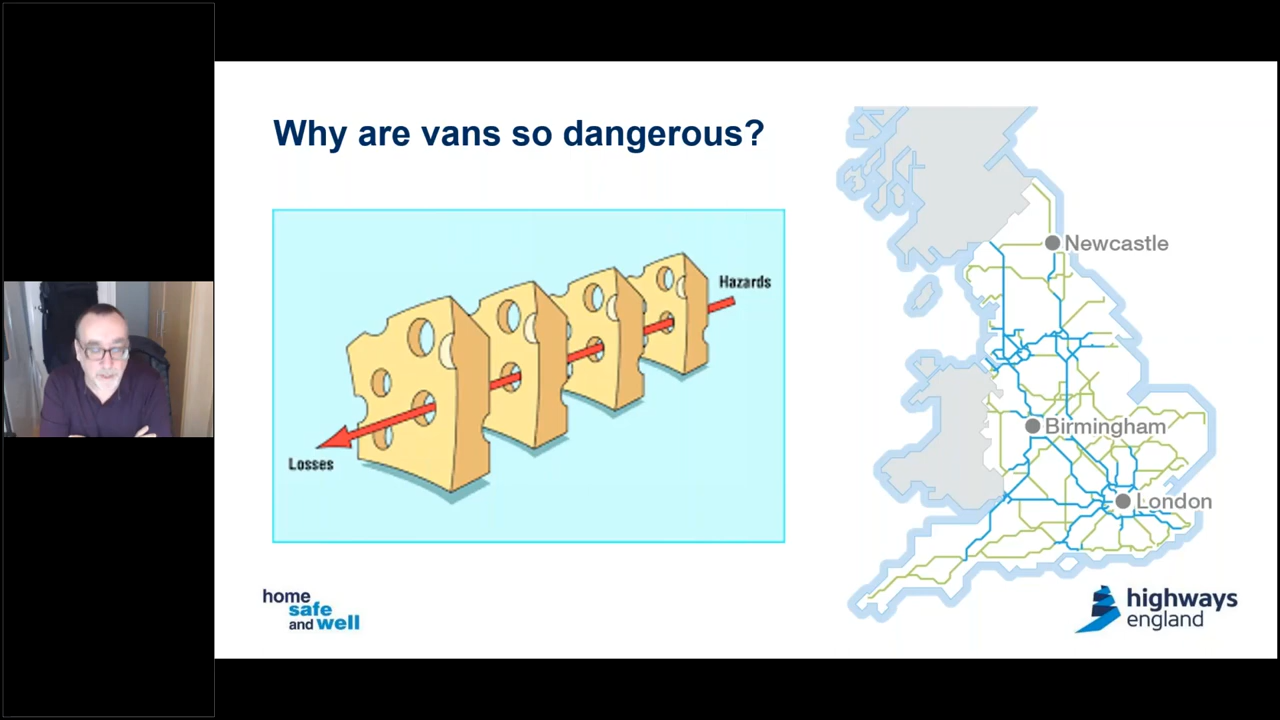 Why are vans so dangerous?
Hazards
Losses
Newcastle
Birmingham
London
home
safe
and well
highways
england